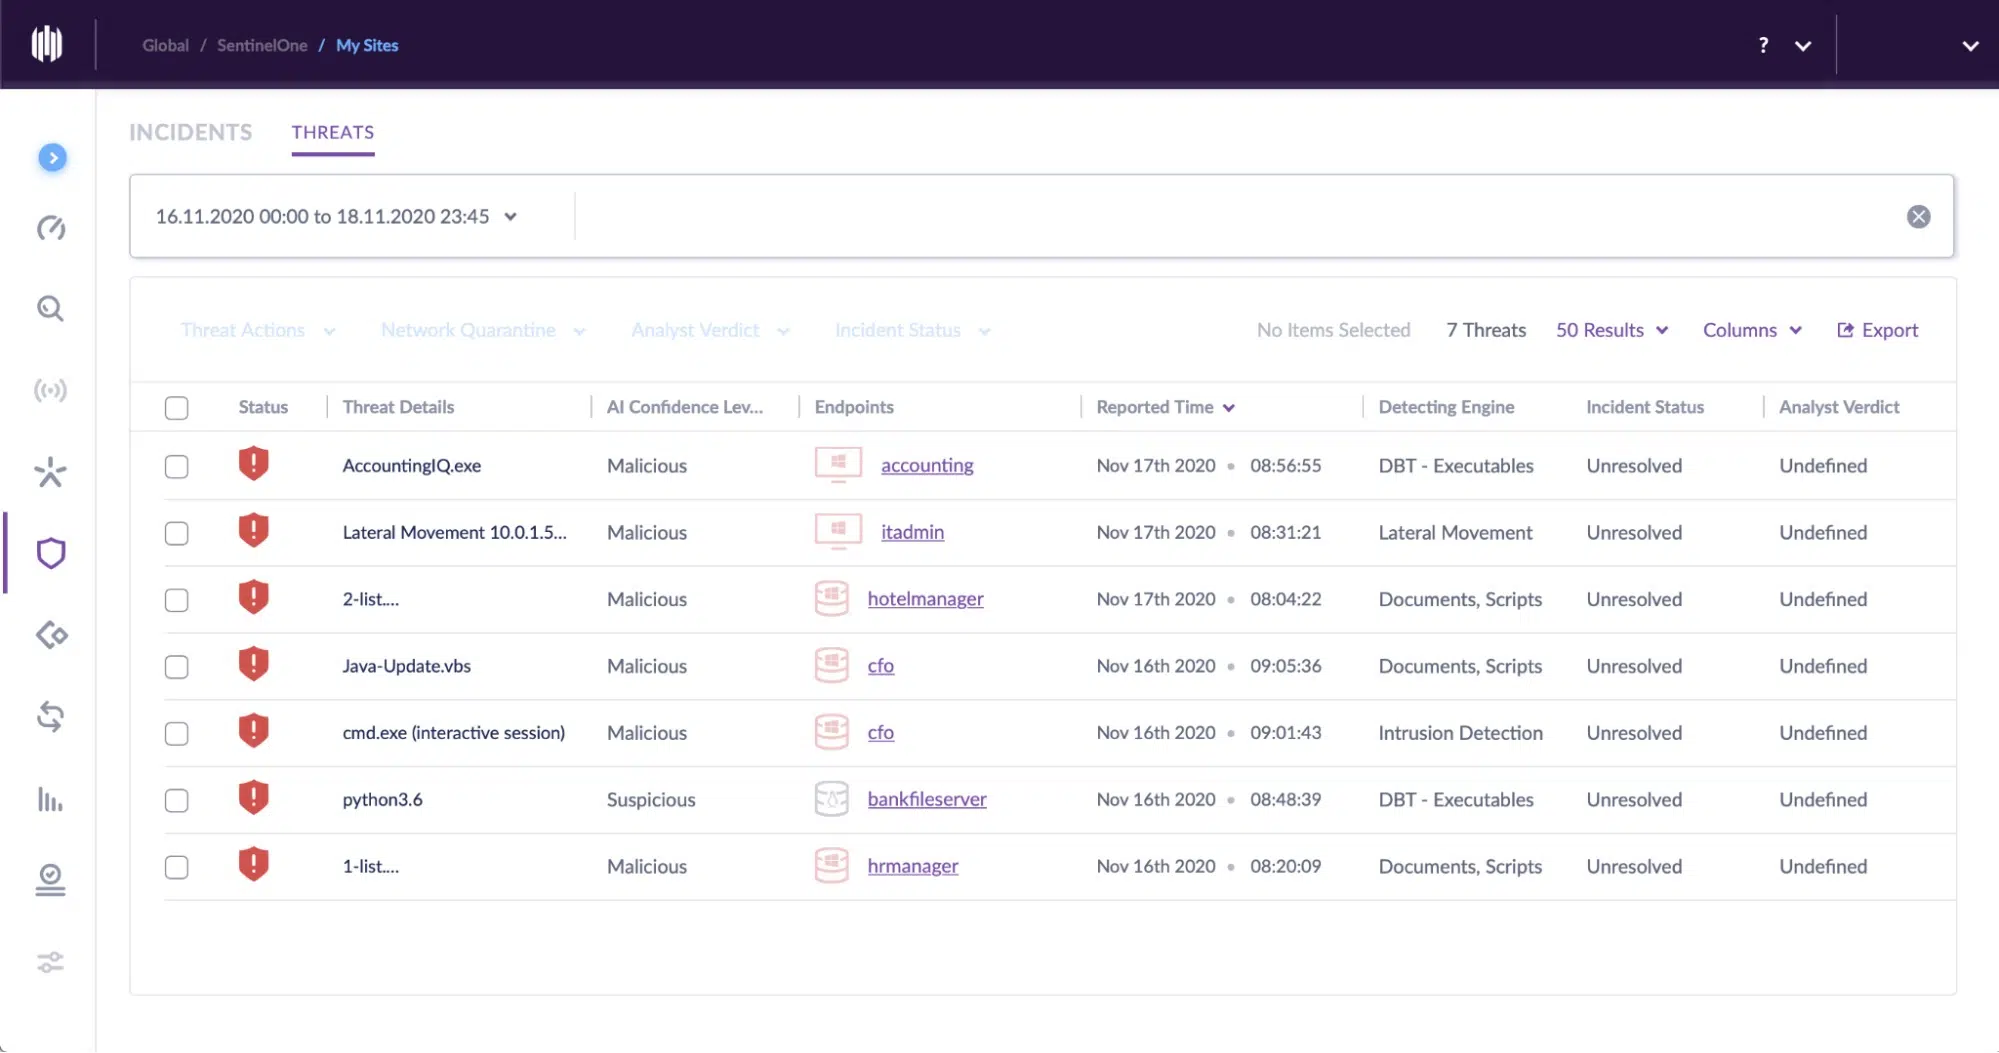 Global / SentinelOne / My Sites ?
INCIDENTS THREATS
16.11.2020 00:00 to 18.11.2020 23:45
Threat Actions Network Quarantine Analyst Verdict Incident Status No Items Selected 7 Threats 50 Results Columns Export
Status Threat Details AI Confidence Lev... Endpoints Reported Time Detecting Engine Incident Status Analyst Verdict
AccountingIQ.exe Malicious accounting Nov 17th 2020 • 08:56:55 DBT - Executables Unresolved Undefined
Lateral Movement 10.0.1.5... Malicious itadmin Nov 17th 2020 • 08:31:21 Lateral Movement Unresolved Undefined
2-list.... Malicious hotelmanager Nov 17th 2020 • 08:04:22 Documents, Scripts Unresolved Undefined
Java-Update.vbs Malicious cfo Nov 16th 2020 • 09:05:36 Documents, Scripts Unresolved Undefined
cmd.exe (interactive session) Malicious cfo Nov 16th 2020 • 09:01:43 Intrusion Detection Unresolved Undefined
python3.6 Suspicious bankfileserver Nov 16th 2020 • 08:48:39 DBT - Executables Unresolved Undefined
1-list.... Malicious hrmanager Nov 16th 2020 • 08:20:09 Documents, Scripts Unresolved Undefined